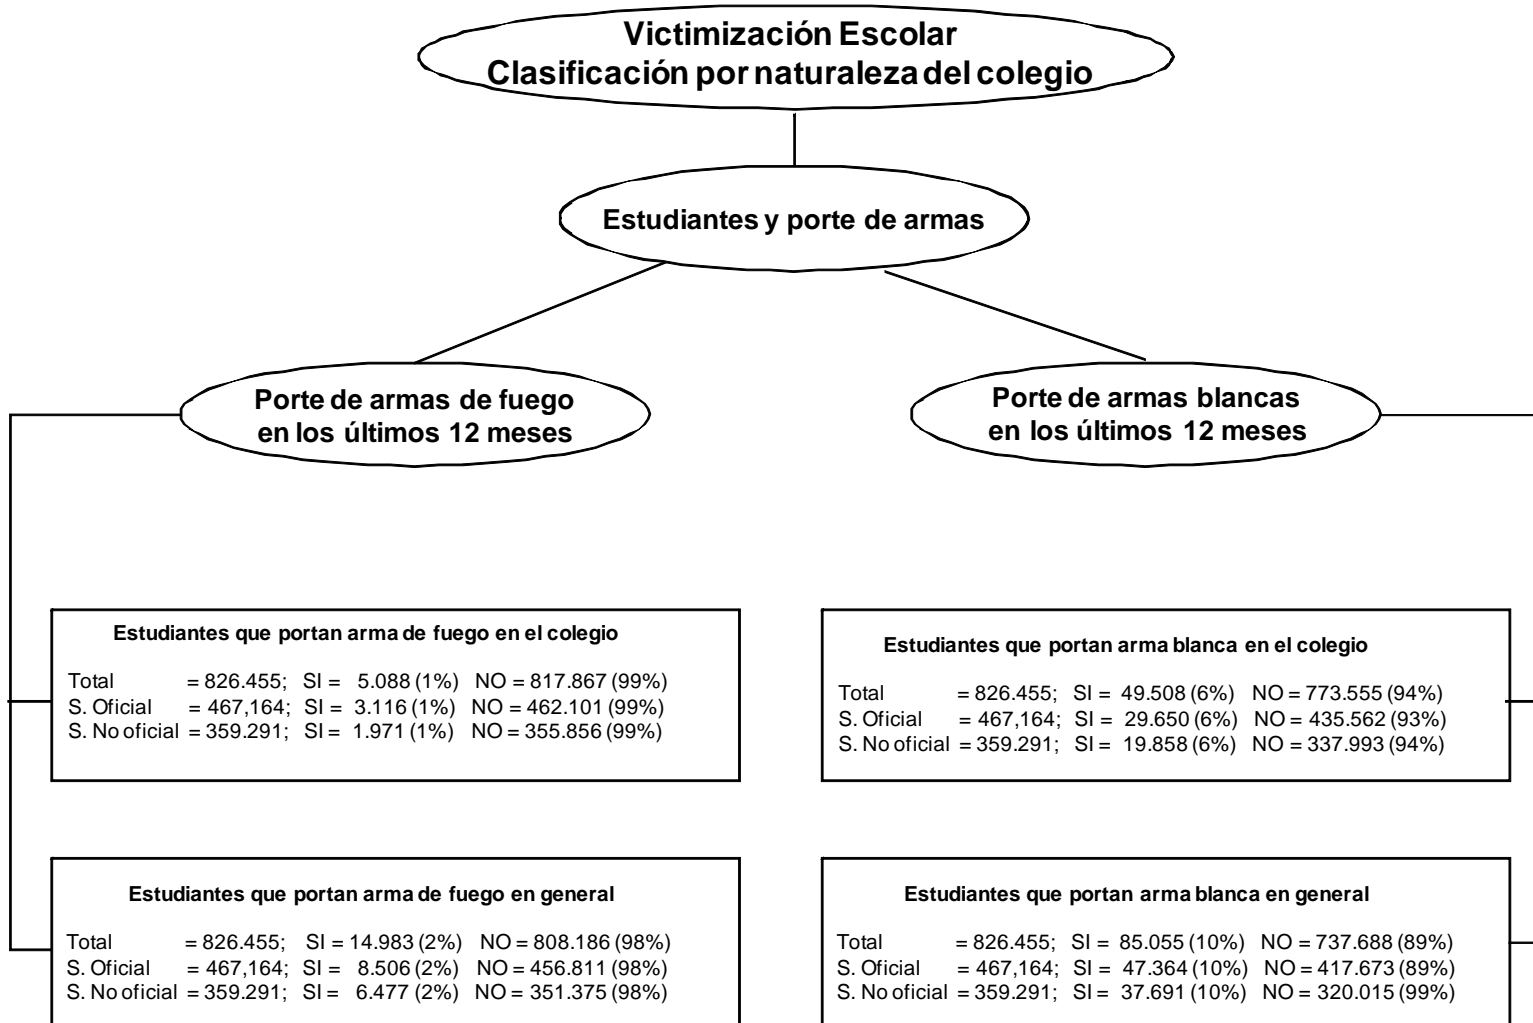 Victimización Escolar
Clasificación por naturaleza del colegio
Estudiantes y porte de armas
Porte de armas de fuego
en los últimos 12 meses
Porte de armas blancas
en los últimos 12 meses
Estudiantes que portan arma de fuego en el colegio
Total = 826.455; SI = 5.088 (1%) NO = 817.867 (99%)
S. Oficial = 467,164; SI = 3.116 (1%) NO = 462.101 (99%)
S. No oficial = 359.291; SI = 1.971 (1%) NO = 355.856 (99%)
Estudiantes que portan arma blanca en el colegio
Total = 826.455; SI = 49.508 (6%) NO = 773.555 (94%)
S. Oficial = 467,164; SI = 29.650 (6%) NO = 435.562 (93%)
S. No oficial = 359.291; SI = 19.858 (6%) NO = 337.993 (94%)
Estudiantes que portan arma de fuego en general
Total = 826.455; SI = 14.983 (2%) NO = 808.186 (98%)
S. Oficial = 467,164; SI = 8.506 (2%) NO = 456.811 (98%)
S. No oficial = 359.291; SI = 6.477 (2%) NO = 351.375 (98%)
Estudiantes que portan arma blanca en general
Total = 826.455; SI = 85.055 (10%) NO = 737.688 (89%)
S. Oficial = 467,164; SI = 47.364 (10%) NO = 417.673 (89%)
S. No oficial = 359.291; SI = 37.691 (10%) NO = 320.015 (99%)